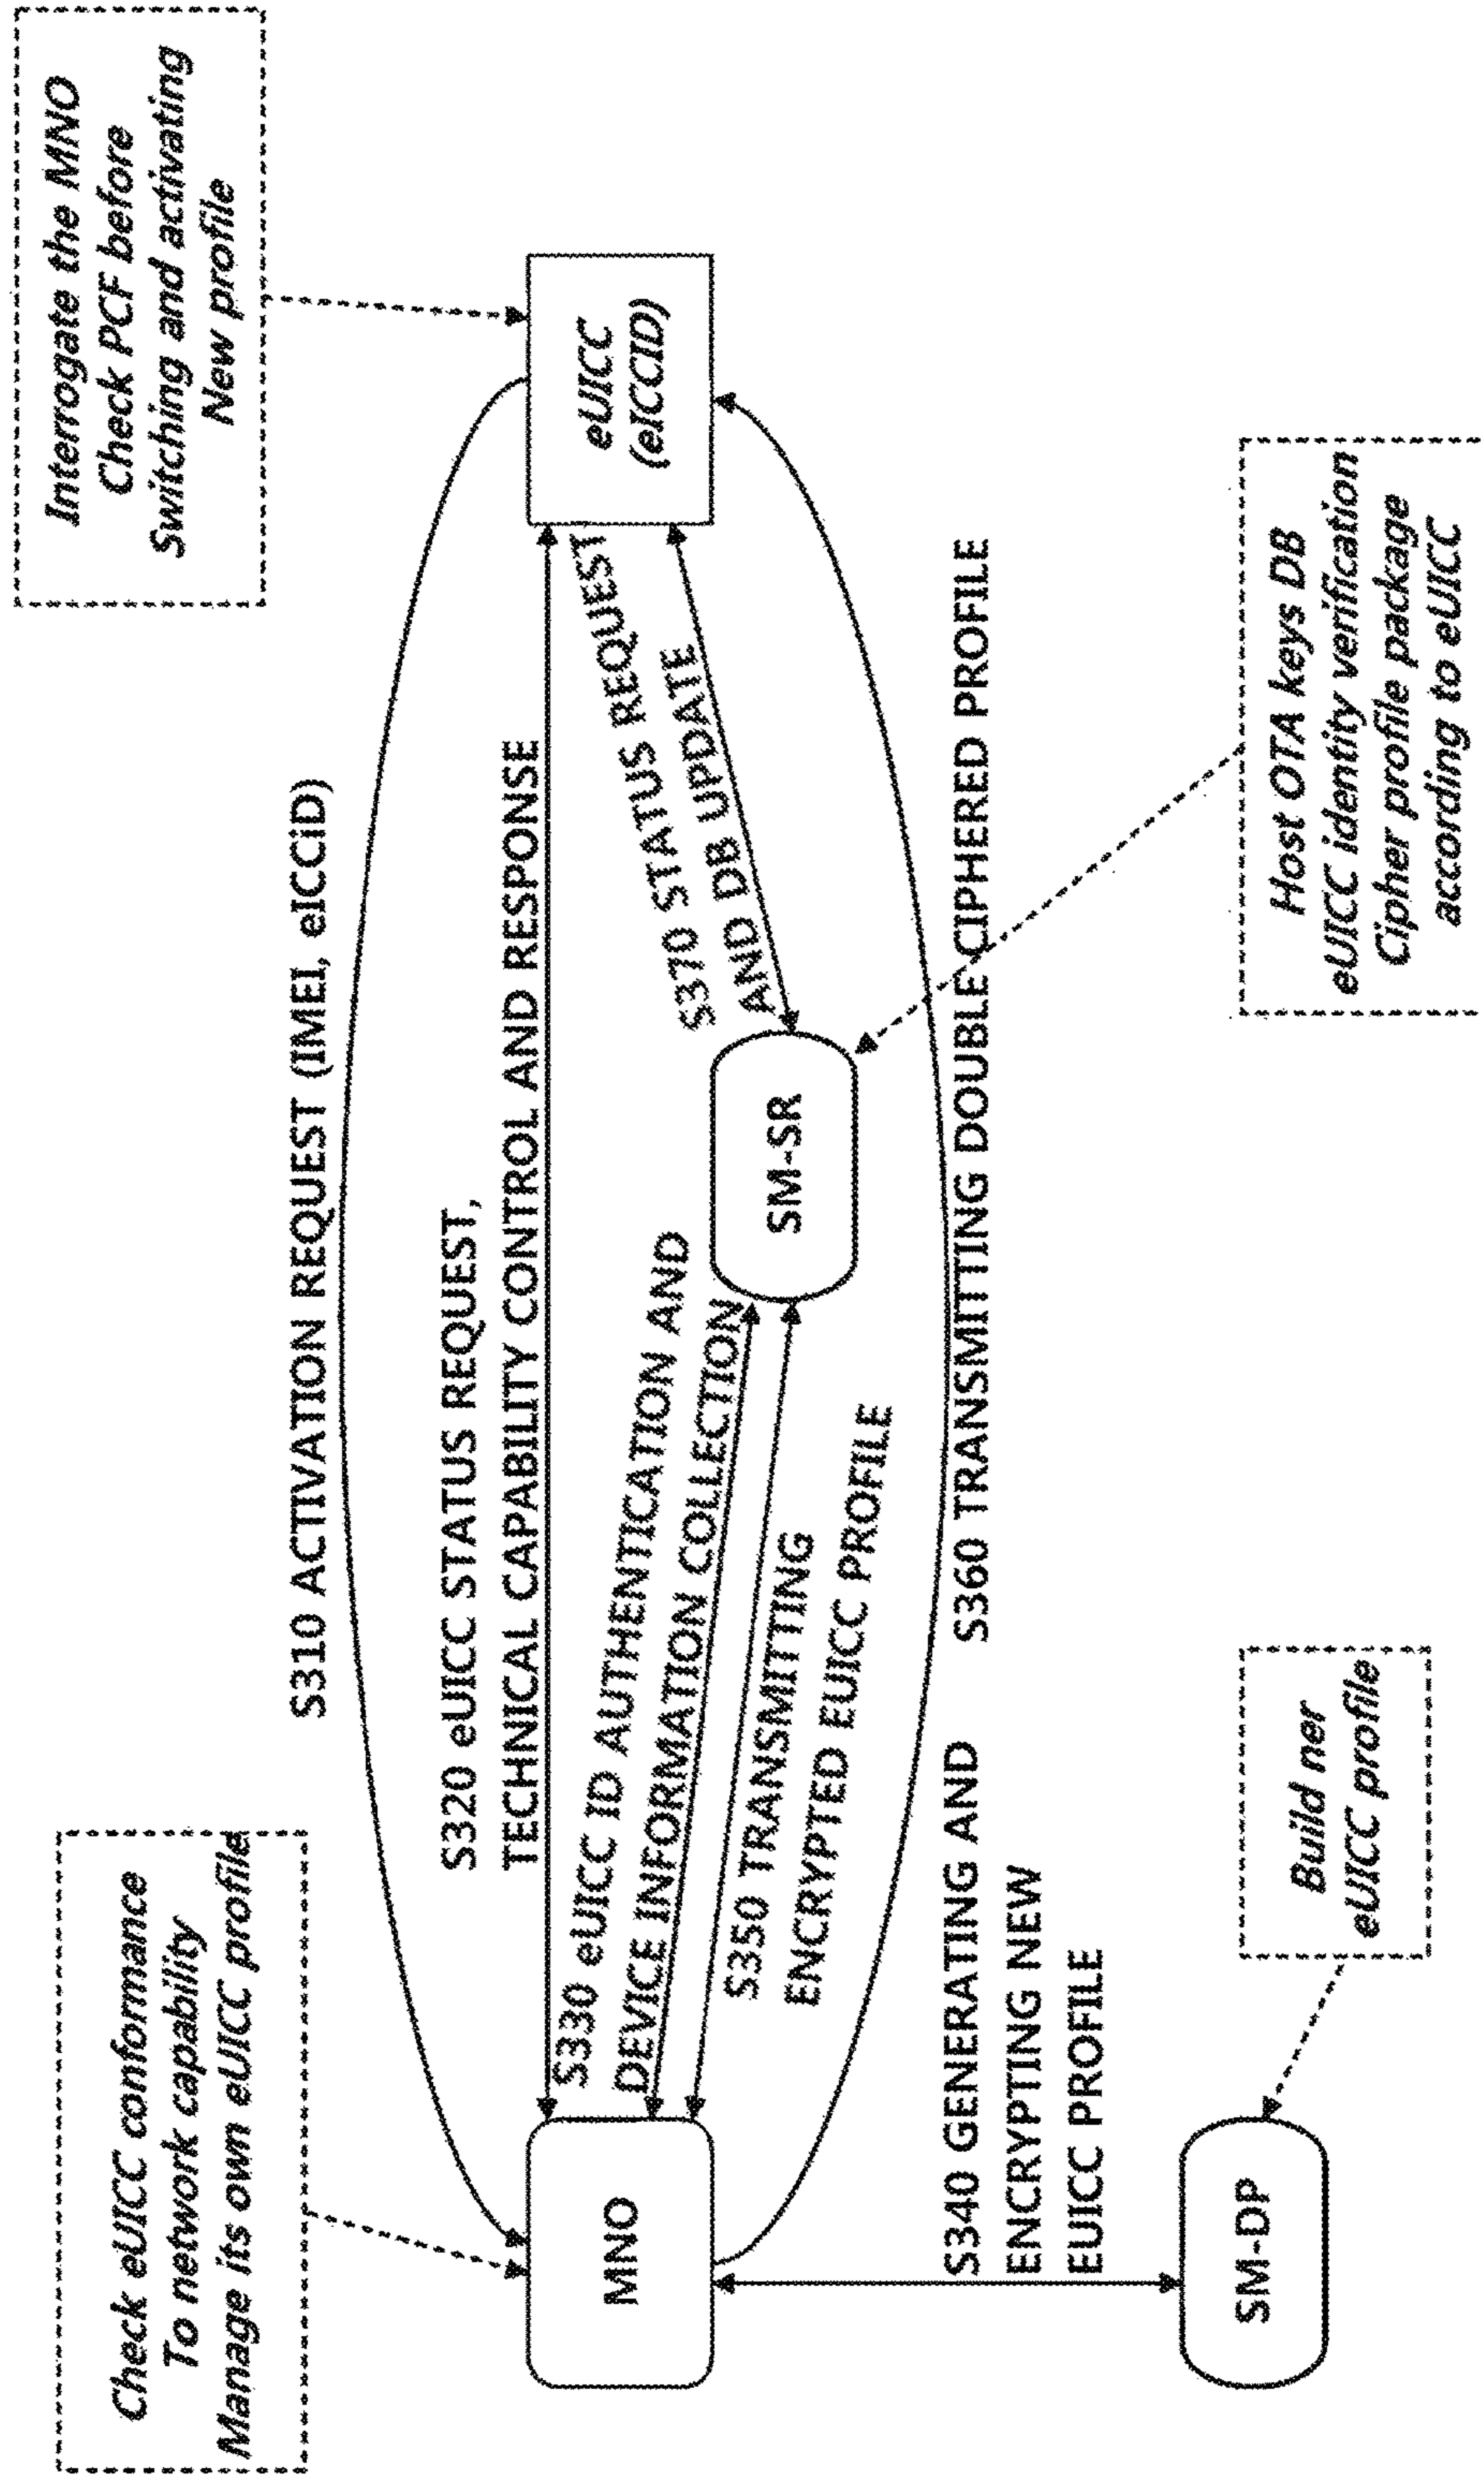 Check eUICC conformance
To network capability
Manage its own eUICC profile
Interrogate the MNO
Check PCF before
Switching and activating
New profile
S310 ACTIVATION REQUEST (IMEI, eICCiD)
S320 eUICC STATUS REQUEST,
TECHNICAL CAPABILITY CONTROL AND RESPONSE
MNO
eUICC
(eICCID)
S330 eUICC ID AUTHENTICATION AND
DEVICE INFORMATION COLLECTION
S370 STATUS REQUEST
AND DB UPDATE
SM-SR
S350 TRANSMITTING
ENCRYPTED EUICC PROFILE
S340 GENERATING AND
ENCRYPTING NEW
EUICC PROFILE
S360 TRANSMITTING DOUBLE CIPHERED PROFILE
SM-DP
Build ner
eUICC profile
Host OTA keys DB
eUICC identity verification
Cipher profile package
according to eUICC